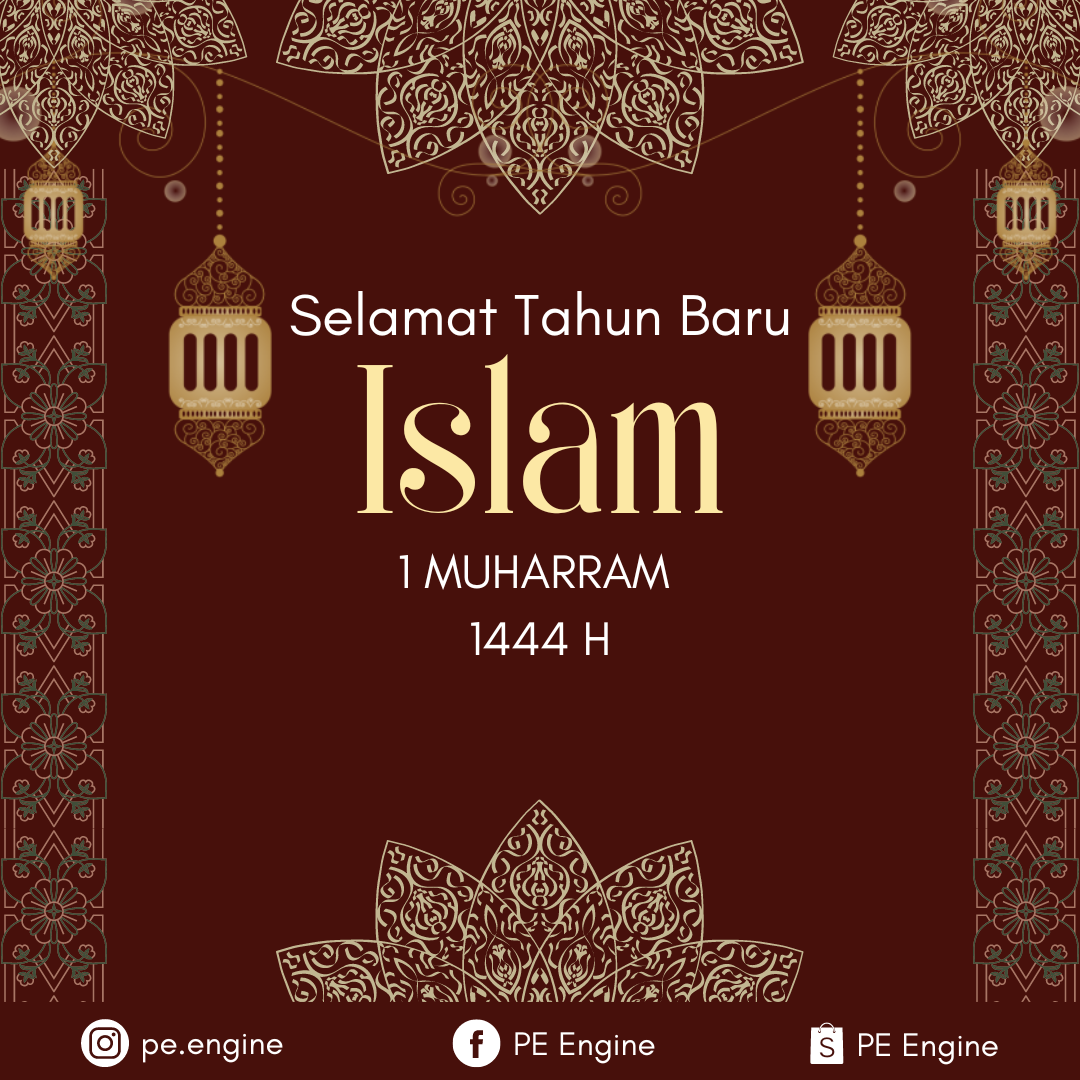 Selamat Tahun Baru
Islam
1 MUHARRAM
1444 H
pe.engine
PE Engine
PE Engine